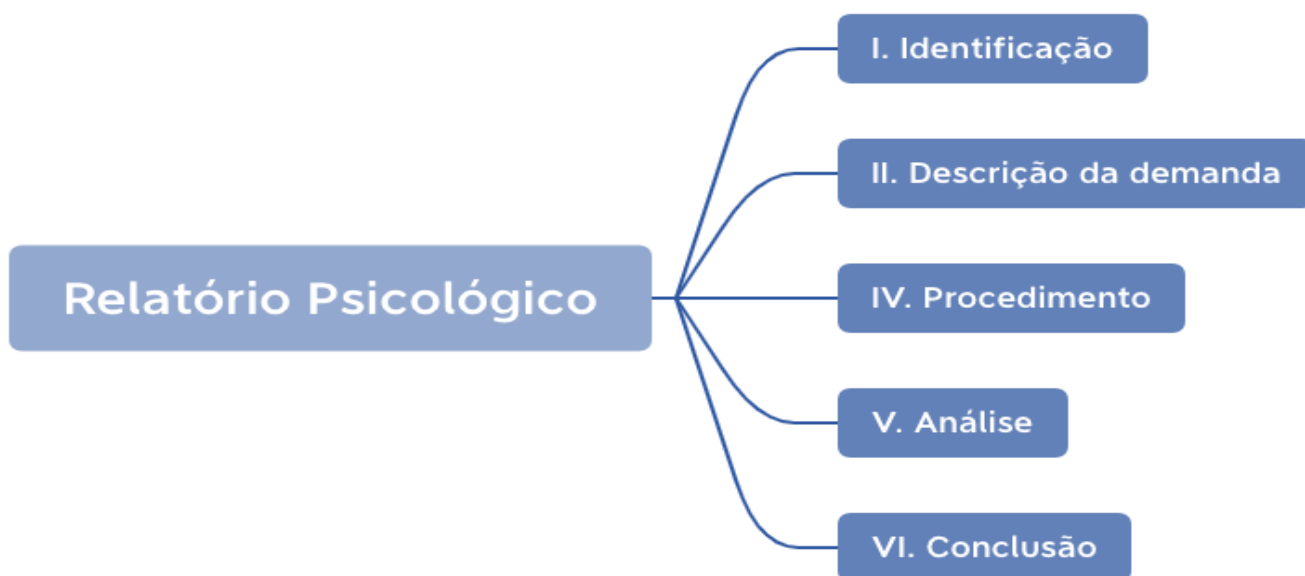 Relatório Psicológico
I. Identificação
II. Descrição da demanda
IV. Procedimento
V. Análise
VI. Conclusão